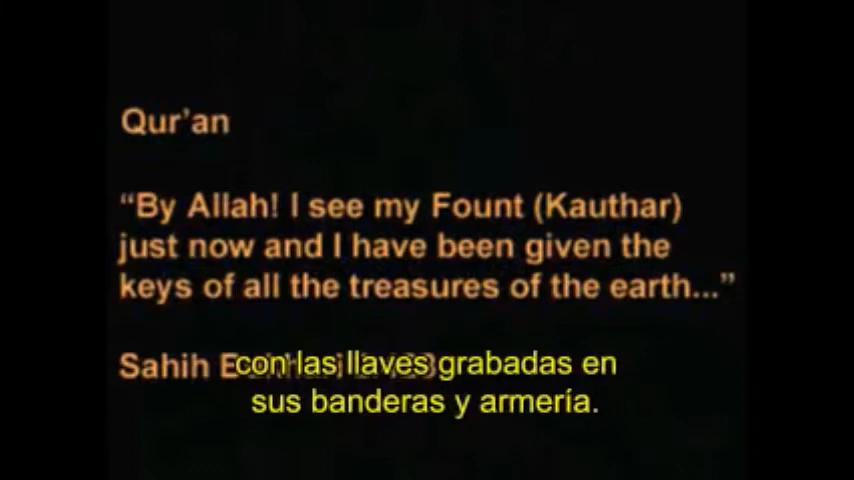 Qur’an
“By Allah! I see my Fount (Kauthar)
just now and I have been given the
keys of all the treasures of the earth...”
Sahih
con las llaves grabadas en
sus banderas y armería.